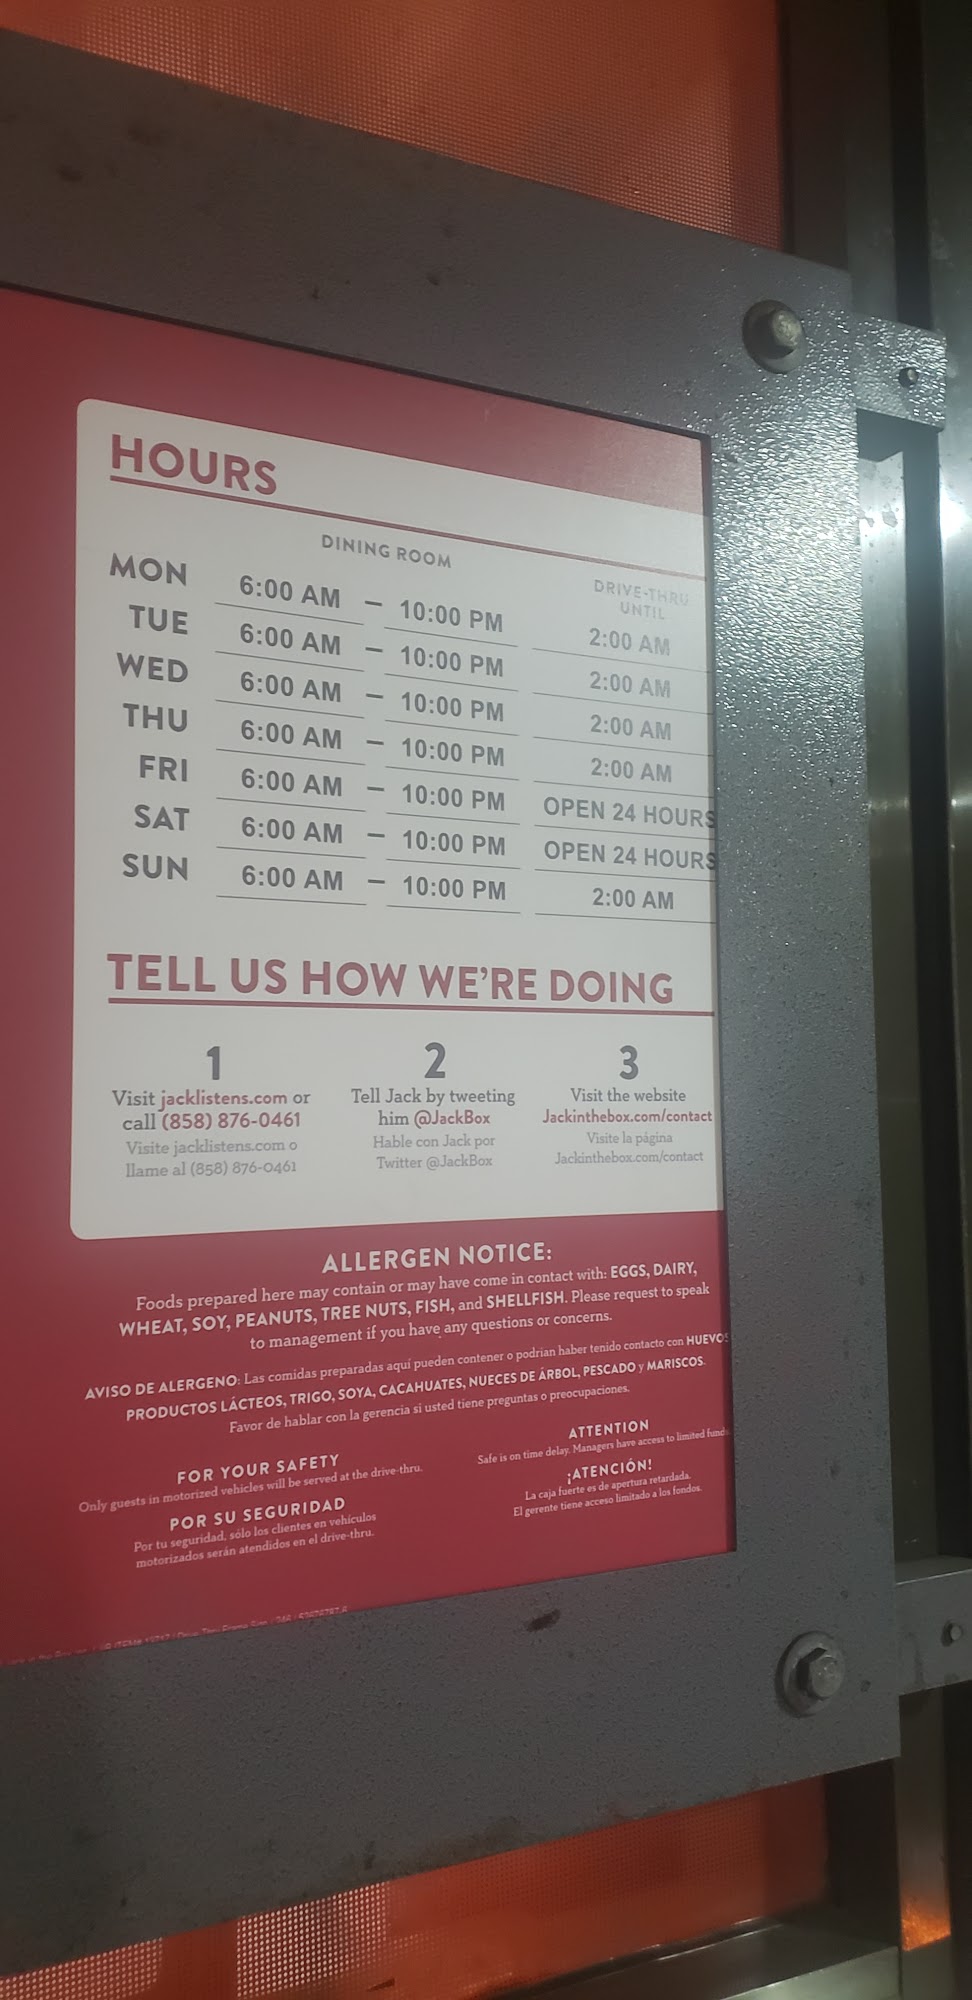 HOURS
DINING ROOM
DRIVE-THRU
UNTIL
MON 6:00 AM – 10:00 PM 2:00 AM
TUE 6:00 AM – 10:00 PM 2:00 AM
WED 6:00 AM – 10:00 PM 2:00 AM
THU 6:00 AM – 10:00 PM 2:00 AM
FRI 6:00 AM – 10:00 PM OPEN 24 HOURS
SAT 6:00 AM – 10:00 PM OPEN 24 HOURS
SUN 6:00 AM – 10:00 PM 2:00 AM
TELL US HOW WE'RE DOING
1
Visit jacklistens.com or
call (858) 876-0461
Visite jacklistens.com o
llame al (858) 876-0461
2
Tell Jack by tweeting
him @JackBox
Hable con Jack por
Twitter @JackBox
3
Visit the website
Jackinthebox.com/contact
Visite la página
Jackinthebox.com/contact
ALLERGEN NOTICE:
Foods prepared here may contain or may have come in contact with: EGGS, DAIRY,
WHEAT, SOY, PEANUTS, TREE NUTS, FISH, and SHELLFISH. Please request to speak
to management if you have any questions or concerns.
AVISO DE ALERGENO: Las comidas preparadas aquí pueden contener o podrían haber tenido contacto con HUEVOS
PRODUCTOS LÁCTEOS, TRIGO, SOYA, CACAHUATES, NUECES DE ÁRBOL, PESCADO y MARISCOS.
Favor de hablar con la gerencia si usted tiene preguntas o preocupaciones.
FOR YOUR SAFETY
Only guests in motorized vehicles will be served at the drive-thru.
POR SU SEGURIDAD
Por tu seguridad, sólo los clientes en vehículos
motorizados serán atendidos en el drive-thru.
ATTENTION
Safe is on time delay. Managers have access to limited fund
¡ATENCIÓN!
La caja fuerte es de apertura retardada.
El gerente tiene acceso limitado a los fondos.